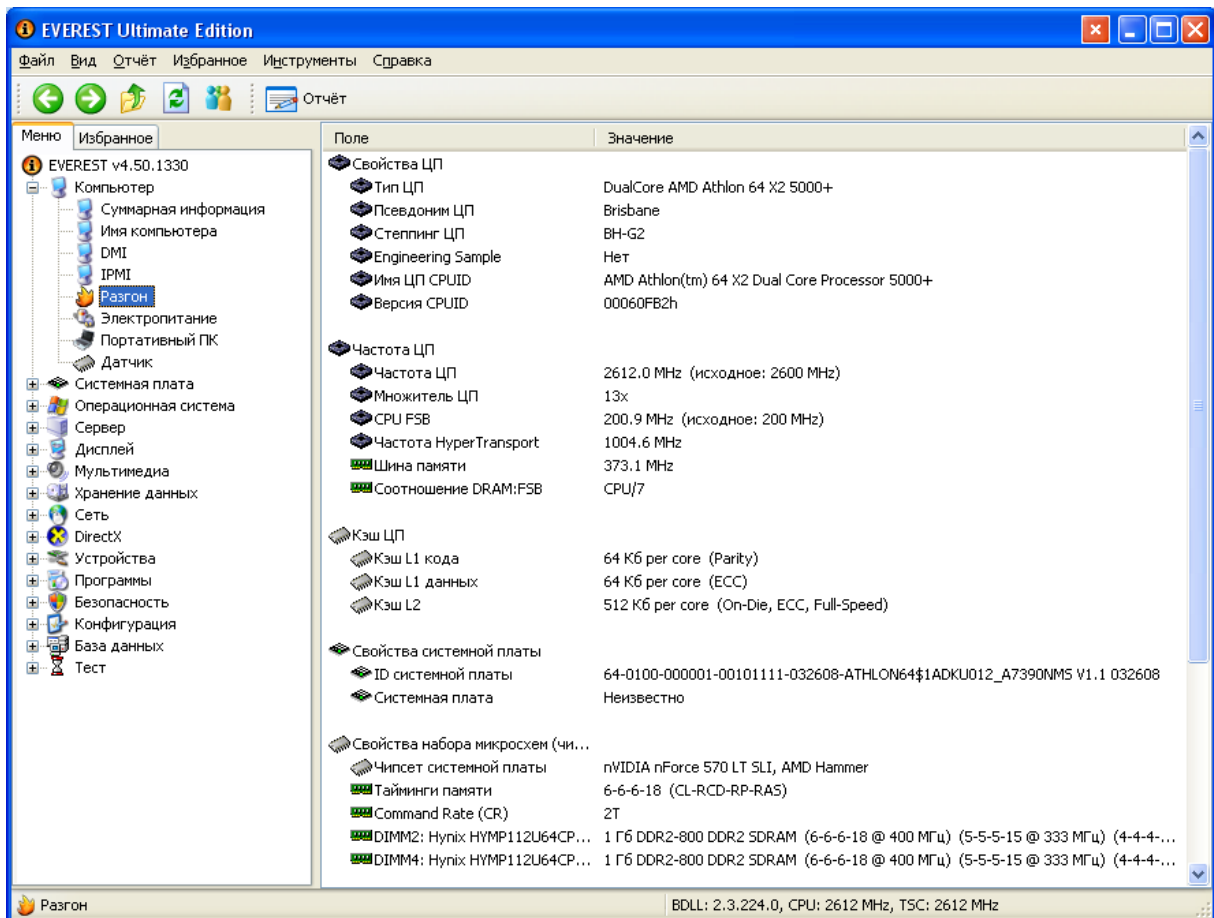 EVEREST Ultimate Edition
Файл Вид Отчёт Избранное Инструменты Справка
Отчёт
Меню Избранное
EVEREST v4.50.1330
Компьютер
Суммарная информация
Имя компьютера
DMI
IPMI
Разгон
Электропитание
Портативный ПК
Датчик
Системная плата
Операционная система
Сервер
Дисплей
Мультимедиа
Хранение данных
Сеть
DirectX
Устройства
Программы
Безопасность
Конфигурация
База данных
Тест
Поле Значение
Свойства ЦП
Тип ЦП DualCore AMD Athlon 64 X2 5000+
Псевдоним ЦП Brisbane
Степпинг ЦП BH-G2
Engineering Sample Нет
Имя ЦП CPUID AMD Athlon(tm) 64 X2 Dual Core Processor 5000+
Версия CPUID 00060FB2h
Частота ЦП
Частота ЦП 2612.0 MHz (исходное: 2600 MHz)
Множитель ЦП 13x
CPU FSB 200.9 MHz (исходное: 200 MHz)
Частота HyperTransport 1004.6 MHz
Шина памяти 373.1 MHz
Соотношение DRAM:FSB CPU/7
Кэш ЦП
Кэш L1 кода 64 Кб per core (Parity)
Кэш L1 данных 64 Кб per core (ECC)
Кэш L2 512 Кб per core (On-Die, ECC, Full-Speed)
Свойства системной платы
ID системной платы 64-0100-000001-00101111-032608-ATHLON64$1ADKU012_A7390NMS V1.1 032608
Системная плата Неизвестно
Свойства набора микросхем (чи...
Чипсет системной платы nVIDIA nForce 570 LT SLI, AMD Hammer
Тайминги памяти 6-6-6-18 (CL-RCD-RP-RAS)
Command Rate (CR) 2T
DIMM2: Hynix HYMP112U64CP... 1 Гб DDR2-800 DDR2 SDRAM (6-6-6-18 @ 400 МГц) (5-5-5-15 @ 333 МГц) (4-4-4-...
DIMM4: Hynix HYMP112U64CP... 1 Гб DDR2-800 DDR2 SDRAM (6-6-6-18 @ 400 МГц) (5-5-5-15 @ 333 МГц) (4-4-4-...
Разгон BDLL: 2.3.224.0, CPU: 2612 MHz, TSC: 2612 MHz